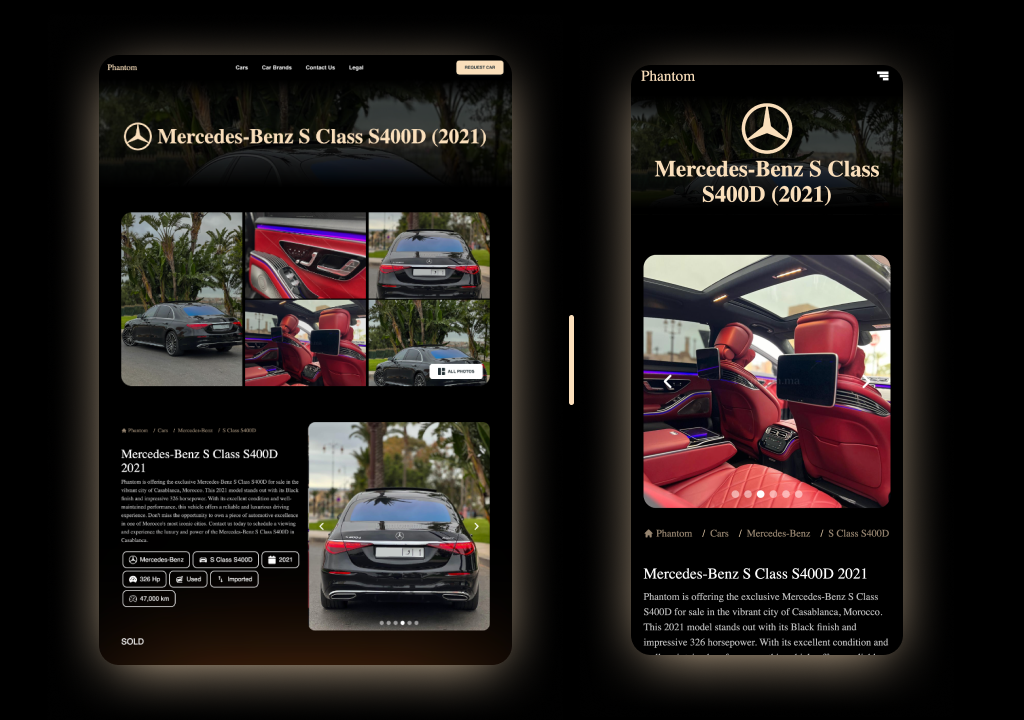 Phantom
Cars
Car Brands
Contact Us
Legal
REQUEST CAR
Mercedes-Benz S Class S400D (2021)
ALL PHOTOS
Phantom / Cars / Mercedes-Benz / S Class S400D
Mercedes-Benz S Class S400D
2021
Phantom is offering the exclusive Mercedes-Benz S Class S400D for sale in the
vibrant city of Casablanca, Morocco. This 2021 model stands out with its Black
finish and impressive 326 horsepower. With its excellent condition and well-
maintained performance, this vehicle offers a reliable and luxurious driving
experience. Don't miss the opportunity to own a piece of automotive excellence
in one of Morocco's most iconic cities. Contact us today to schedule a viewing
and experience the luxury and power of the Mercedes-Benz S Class S400D in
Casablanca.
Mercedes-Benz
S Class S400D
2021
326 Hp
Used
Imported
47,000 km
SOLD
Phantom
Mercedes-Benz S Class
S400D (2021)
Phantom / Cars / Mercedes-Benz / S Class S400D
Mercedes-Benz S Class S400D 2021
Phantom is offering the exclusive Mercedes-Benz S Class
S400D for sale in the vibrant city of Casablanca, Morocco.
This 2021 model stands out with its Black finish and
impressive 326 horsepower. With its excellent condition and